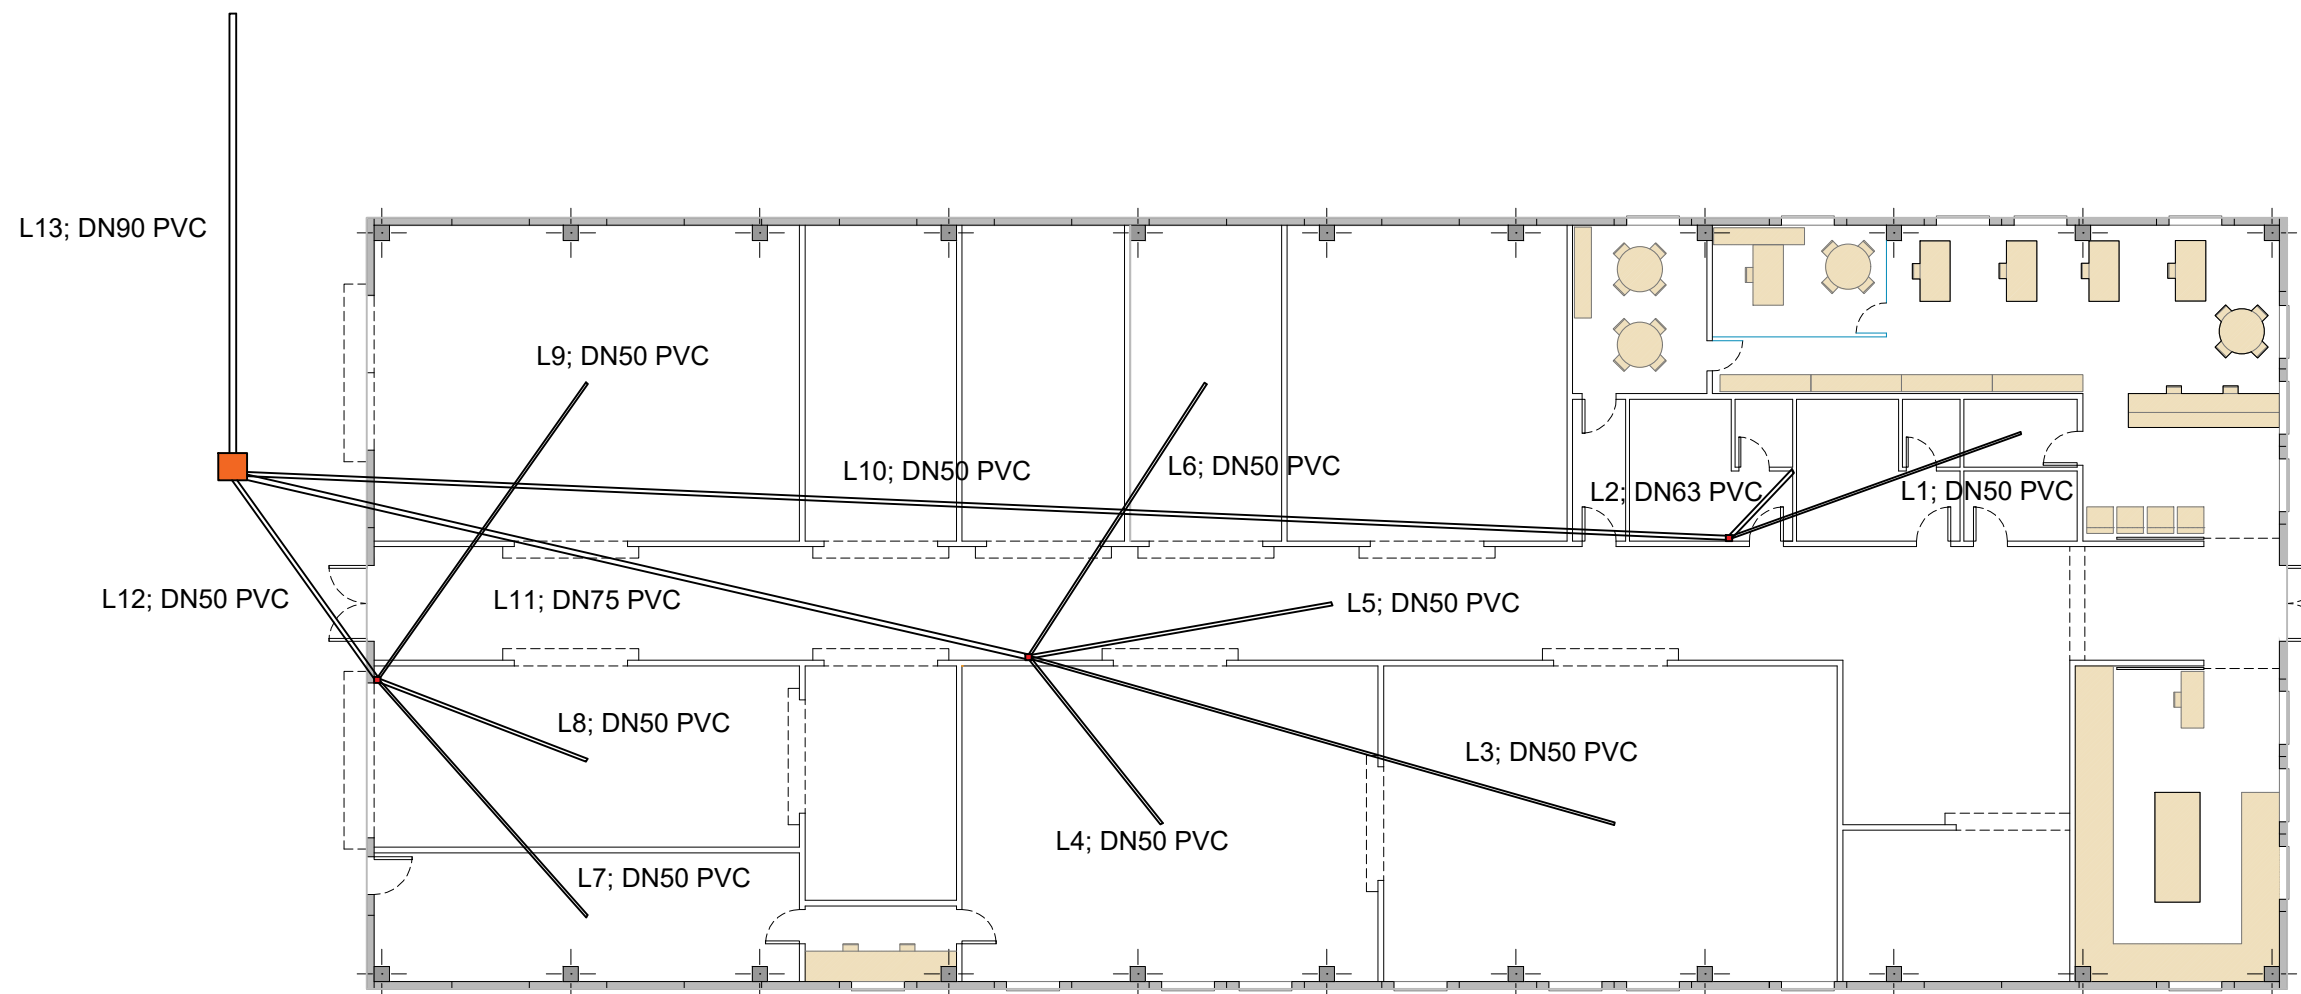 L13; DN90 PVC
L9; DN50 PVC
L10; DN50 PVC
L6; DN50 PVC
L2; DN63 PVC
L1; DN50 PVC
L12; DN50 PVC
L11; DN75 PVC
L5; DN50 PVC
L8; DN50 PVC
L3; DN50 PVC
L4; DN50 PVC
L7; DN50 PVC